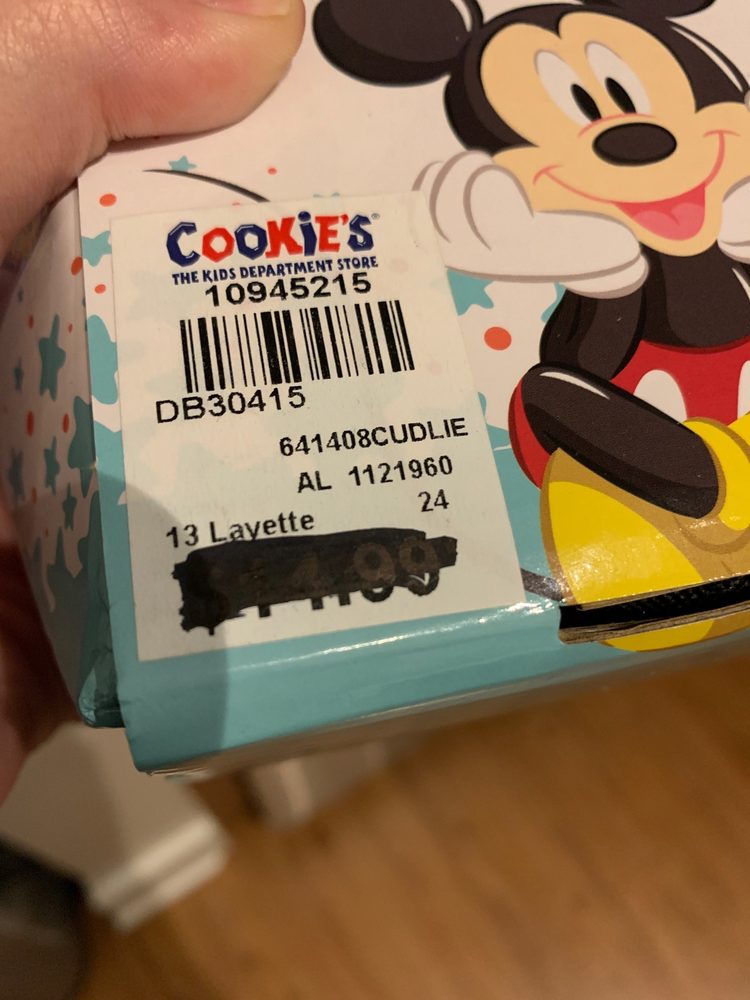 COOKIE'S®
THE KIDS DEPARTMENT STORE
10945215
DB30415
641408CUDLIE
AL 1121960
24
13 Layette